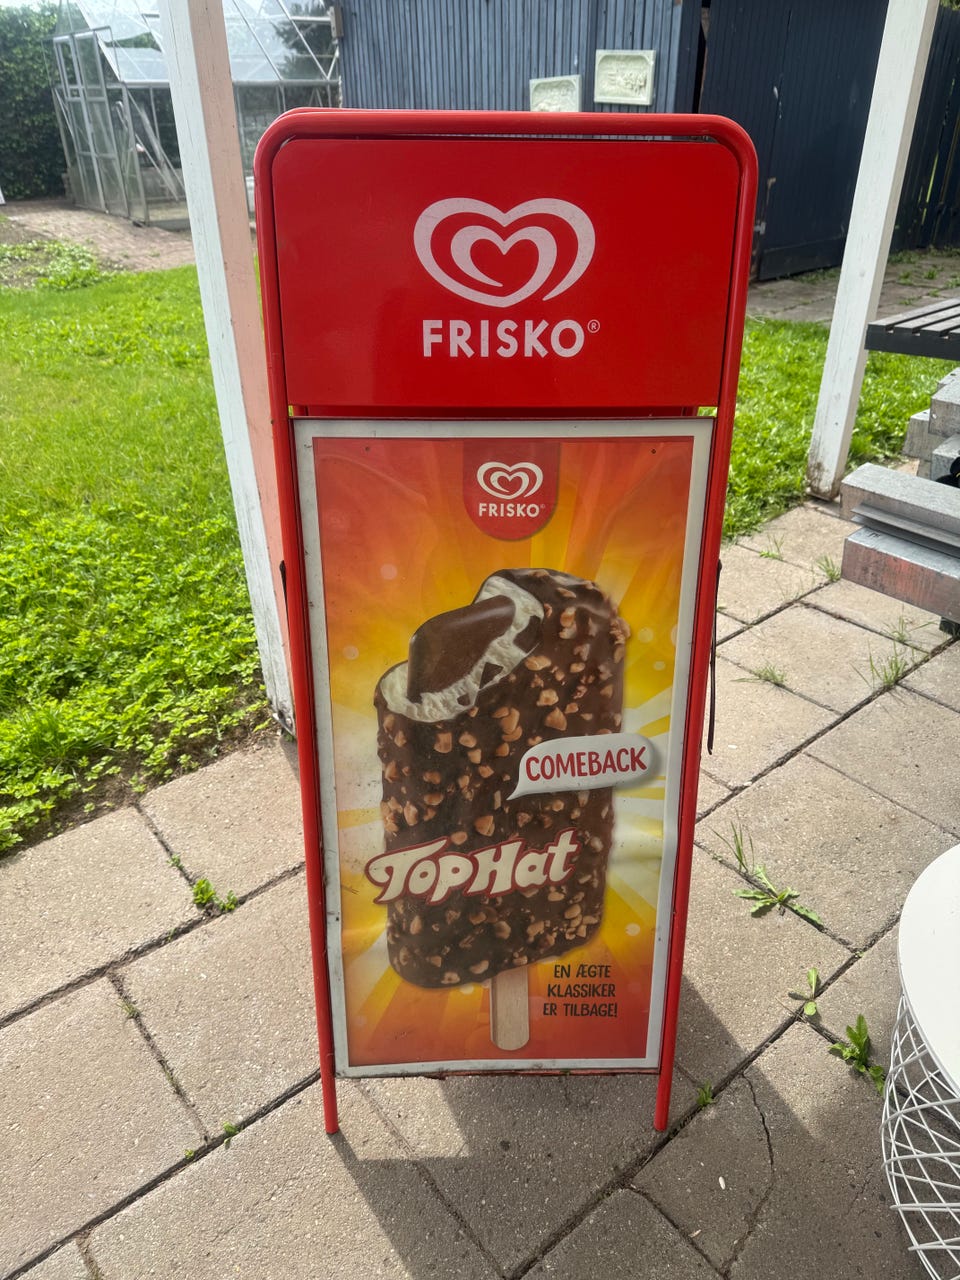 FRISKO®
FRISKO®
COMEBACK
TopHat
EN ÆGTE
KLASSIKER
ER TILBAGE!